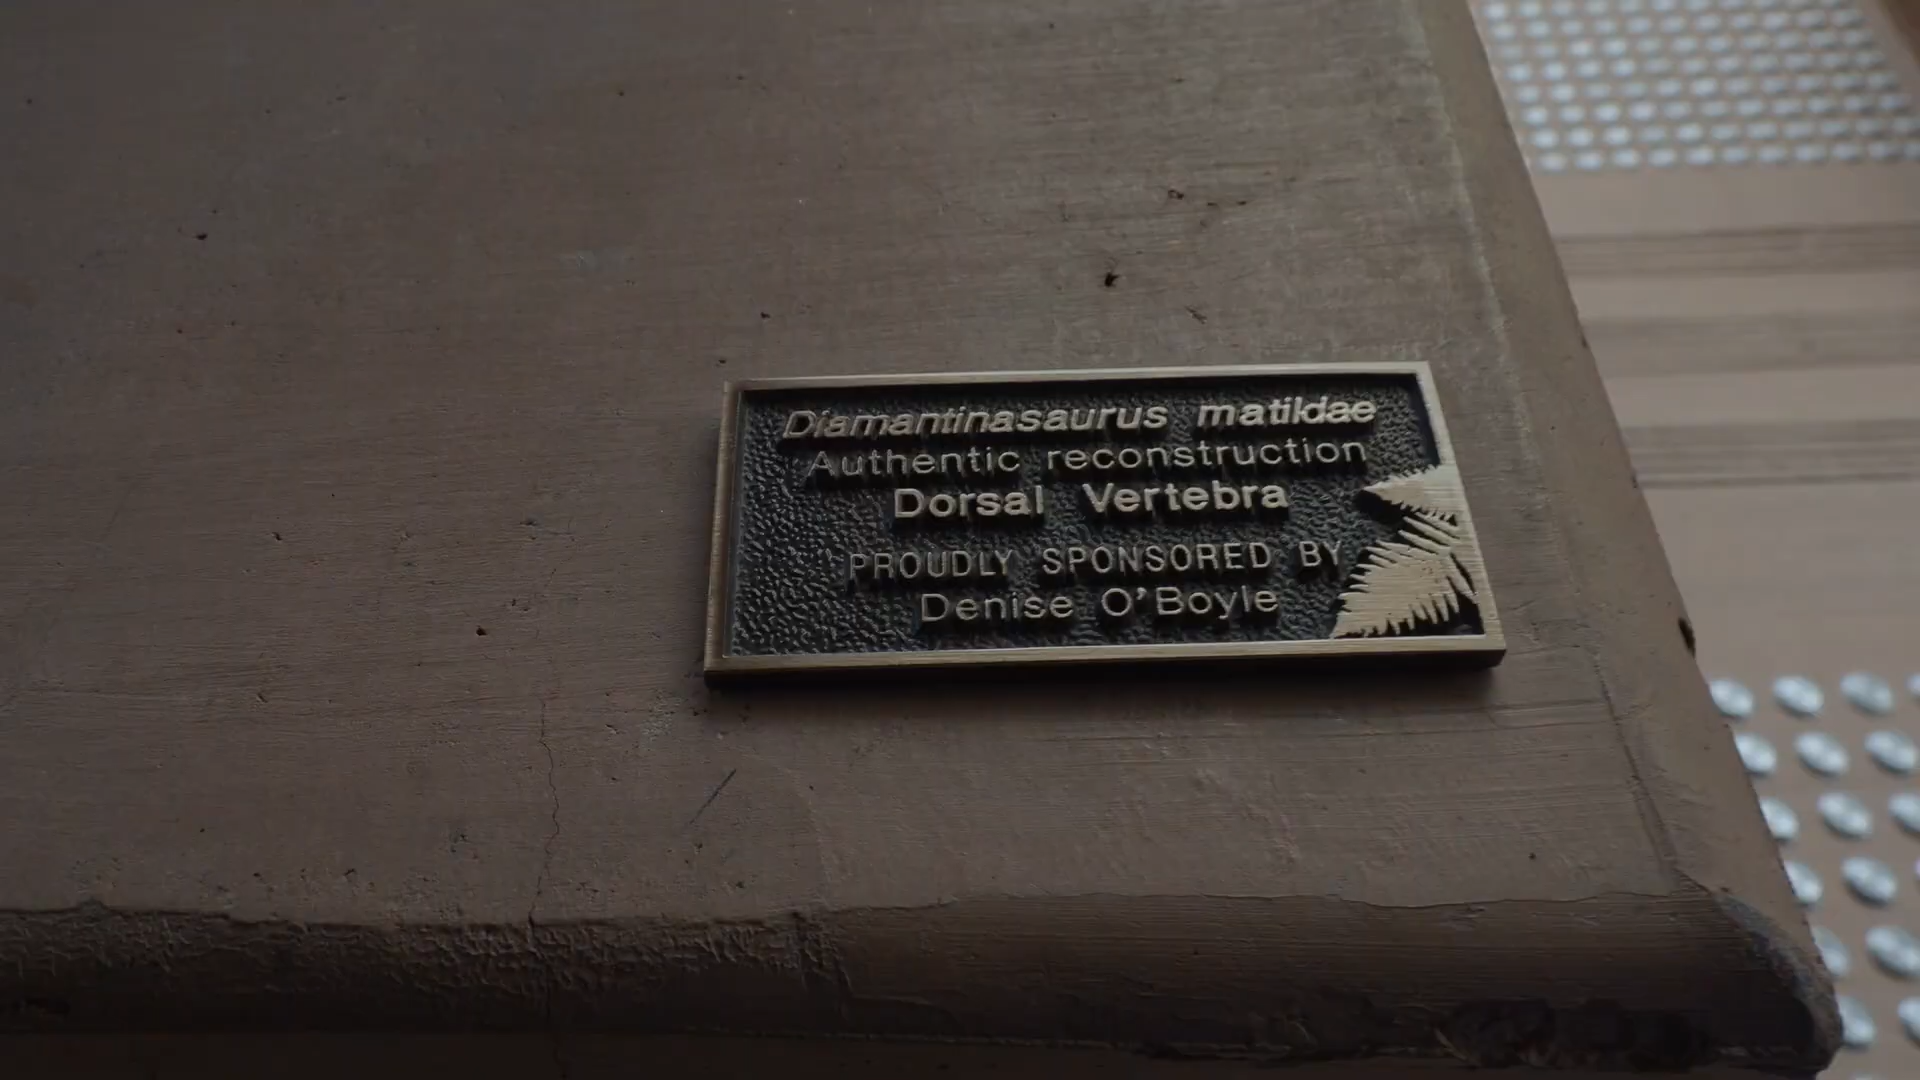 Diamantinasaurus matildae
Authentic reconstruction
Dorsal Vertebra
PROUDLY SPONSORED BY
Denise O'Boyle